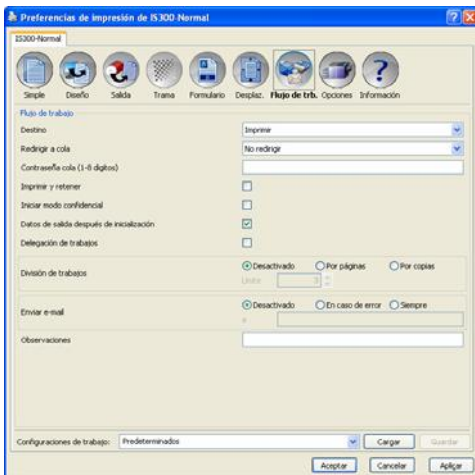 Preferencias de impresión de IS300-Normal
IS300-Normal
Simple Diseño Salida Trama Formulario Desplaz. Flujo de trb. Opciones Información
Flujo de trabajo
Destino Imprimir
Redirigir a cola No redirigir
Contraseña cola (1-8 digitos)
Imprimir y retener
Iniciar modo confidencial
Datos de salida después de inicialización
Delegación de trabajos
División de trabajos Desactivado Por páginas Por copias
Enviar e-mail Desactivado En caso de error Siempre
Observaciones
Configuraciones de trabajo: Predeterminados Cargar Guardar
Aceptar Cancelar Aplicar